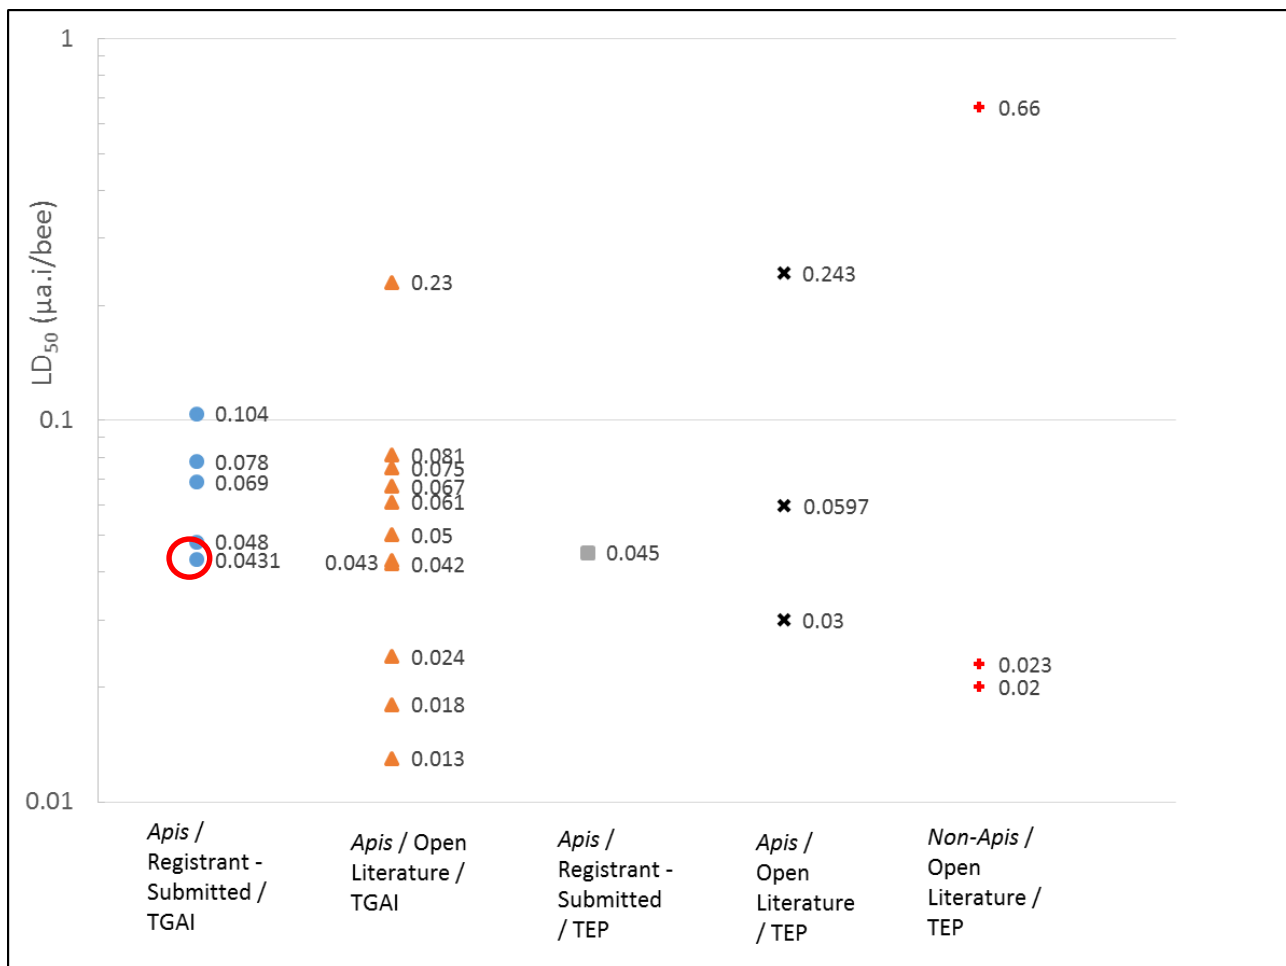 1
0.1
0.01
LD50 (µa.i/bee)
0.104
0.078
0.069
0.048
0.0431
0.23
0.081
0.075
0.067
0.061
0.05
0.043
0.042
0.024
0.018
0.013
0.045
0.243
0.0597
0.03
0.66
0.023
0.02
Apis /
Registrant -
Submitted /
TGAI
Apis / Open
Literature /
TGAI
Apis /
Registrant -
Submitted
/ TEP
Apis /
Open
Literature
/ TEP
Non-Apis /
Open
Literature /
TEP